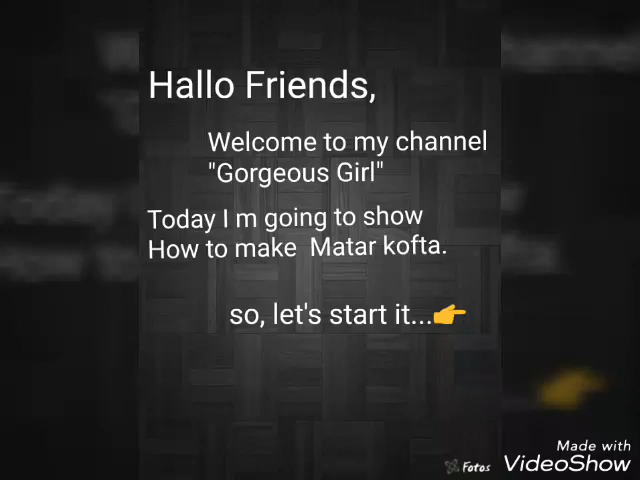 Hallo Friends,
Welcome to my channel
"Gorgeous Girl"
Today I m going to show
How to make Matar kofta.
so, let's start it...👉
Fotos
Made with
VideoShow